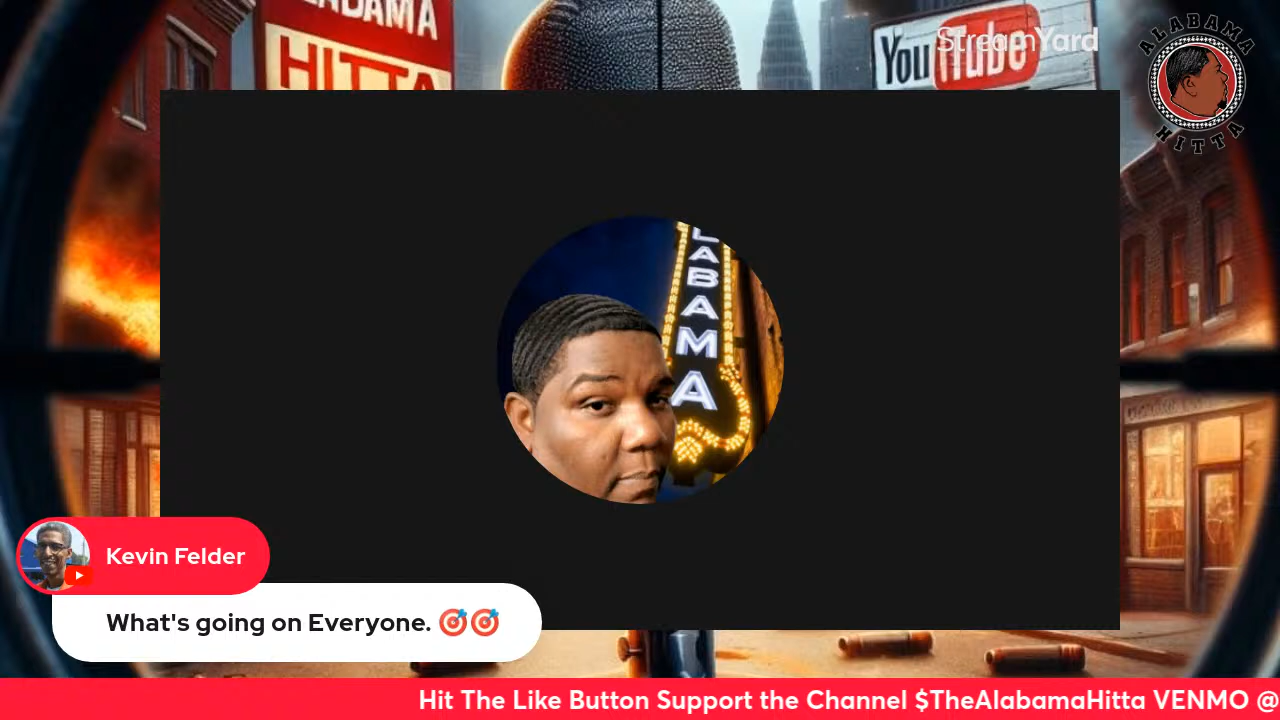 ALABAMA
HITTA
StreamYard
YouTube
ALABAMA
HITTA
LABAMA
Kevin Felder
What's going on Everyone. 🎯🎯
Hit The Like Button Support the Channel $TheAlabamaHitta VENMO @